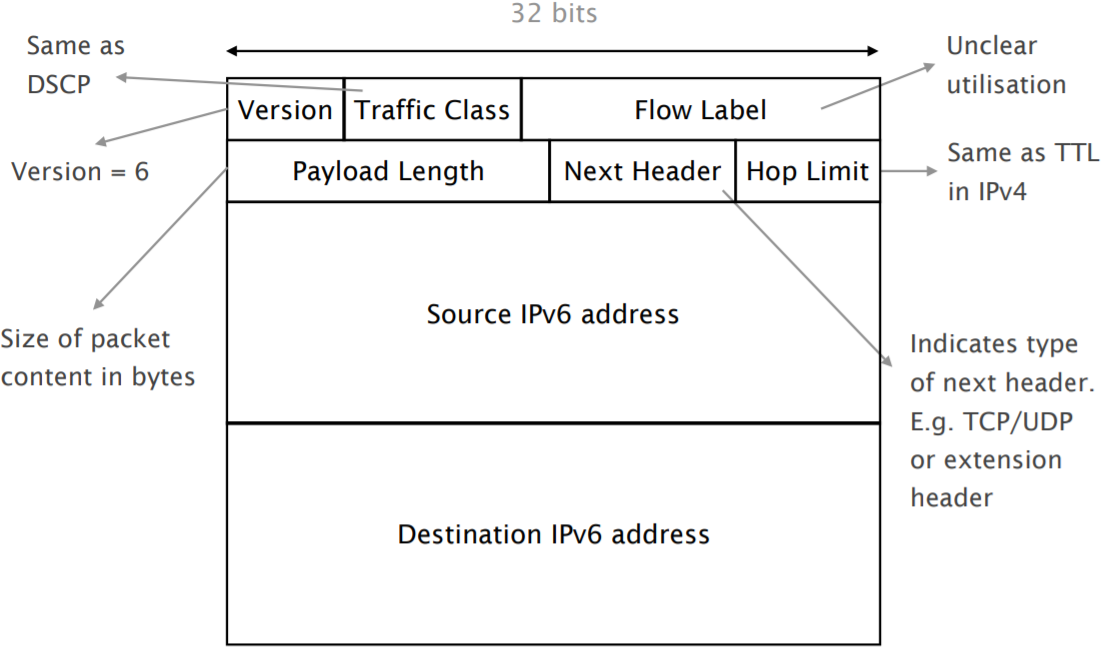 32 bits
Same as
DSCP
Unclear
utilisation
Version
Traffic Class
Flow Label
Version = 6
Payload Length
Next Header
Hop Limit
Same as TTL
in IPv4
Source IPv6 address
Size of packet
content in bytes
Indicates type
of next header.
E.g. TCP/UDP
or extension
header
Destination IPv6 address